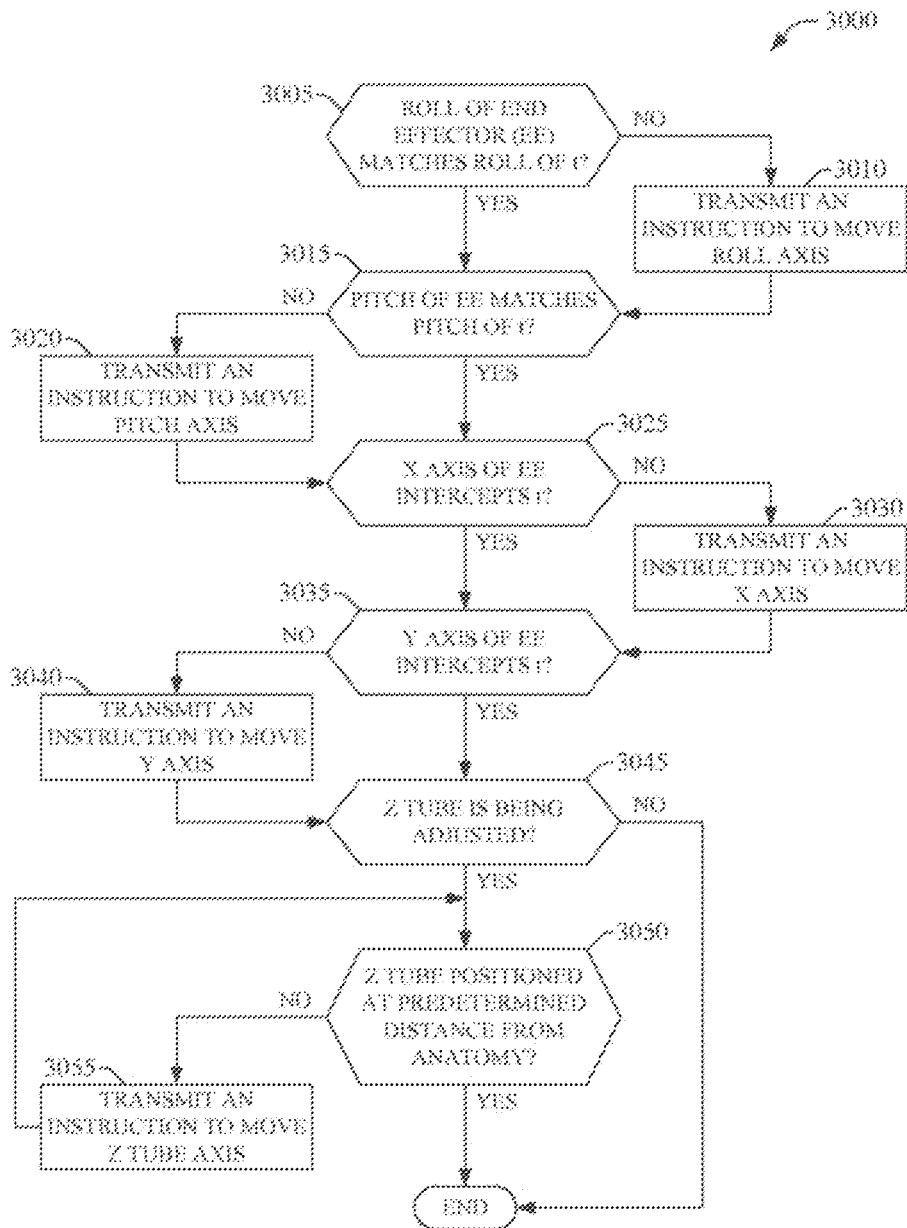 3000
3005
ROLL OF END
EFFECTOR (EE)
MATCHES ROLL OF t?
NO
YES
3010
TRANSMIT AN
INSTRUCTION TO MOVE
ROLL AXIS
3015
PITCH OF EE MATCHES
PITCH OF t?
NO
YES
3020
TRANSMIT AN
INSTRUCTION TO MOVE
PITCH AXIS
3025
X AXIS OF EE
INTERCEPTS t?
NO
YES
3030
TRANSMIT AN
INSTRUCTION TO MOVE
X AXIS
3035
Y AXIS OF EE
INTERCEPTS t?
NO
YES
3040
TRANSMIT AN
INSTRUCTION TO MOVE
Y AXIS
3045
Z TUBE IS BEING
ADJUSTED?
NO
YES
3050
Z TUBE POSITIONED
AT PREDETERMINED
DISTANCE FROM
ANATOMY?
NO
YES
3055
TRANSMIT AN
INSTRUCTION TO MOVE
Z TUBE AXIS
END